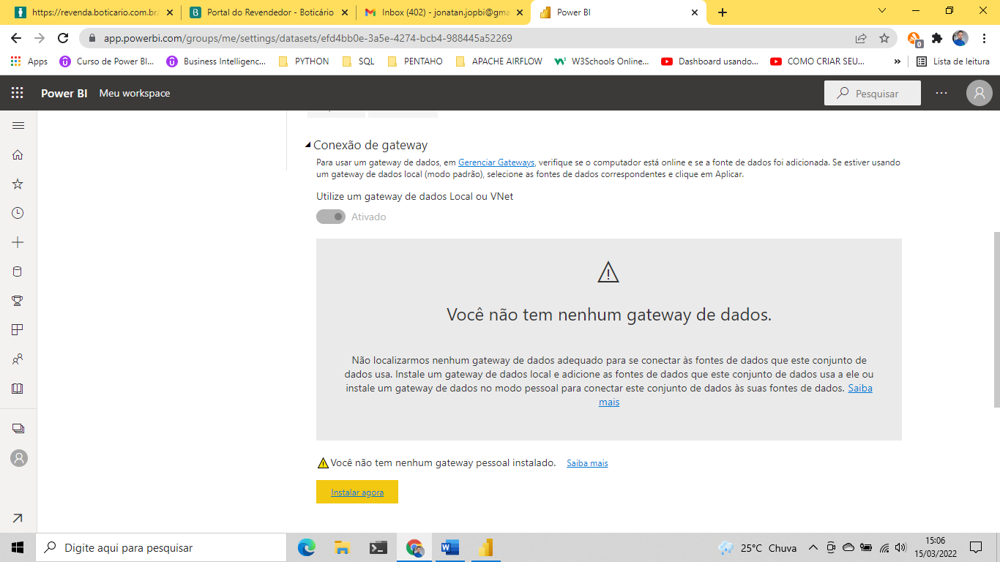 https://revenda.boticario.com.br/
Portal do Revendedor - Boticário
Inbox (402) - jonatan.jopbi@gma
Power BI
app.powerbi.com/groups/me/settings/datasets/efd4bb0e-3a5e-4274-bcb4-988445a52269
0
Apps
Curso de Power BI...
Business Intelligenc...
PYTHON
SQL
PENTAHO
APACHE AIRFLOW
W3Schools Online...
Dashboard usando...
COMO CRIAR SEU...
»
Lista de leitura
Power BI
Meu workspace
Pesquisar
Conexão de gateway
Para usar um gateway de dados, em Gerenciar Gateways, verifique se o computador está online e se a fonte de dados foi adicionada. Se estiver usando
um gateway de dados local (modo padrão), selecione as fontes de dados correspondentes e clique em Aplicar.
Utilize um gateway de dados Local ou VNet
Ativado
Você não tem nenhum gateway de dados.
Não localizarmos nenhum gateway de dados adequado para se conectar às fontes de dados que este conjunto de
dados usa. Instale um gateway de dados local e adicione as fontes de dados que este conjunto de dados usa a ele ou
instale um gateway de dados no modo pessoal para conectar este conjunto de dados às suas fontes de dados. Saiba
mais
Você não tem nenhum gateway pessoal instalado. Saiba mais
Instalar agora
Digite aqui para pesquisar
25°C Chuva
15:06
15/03/2022